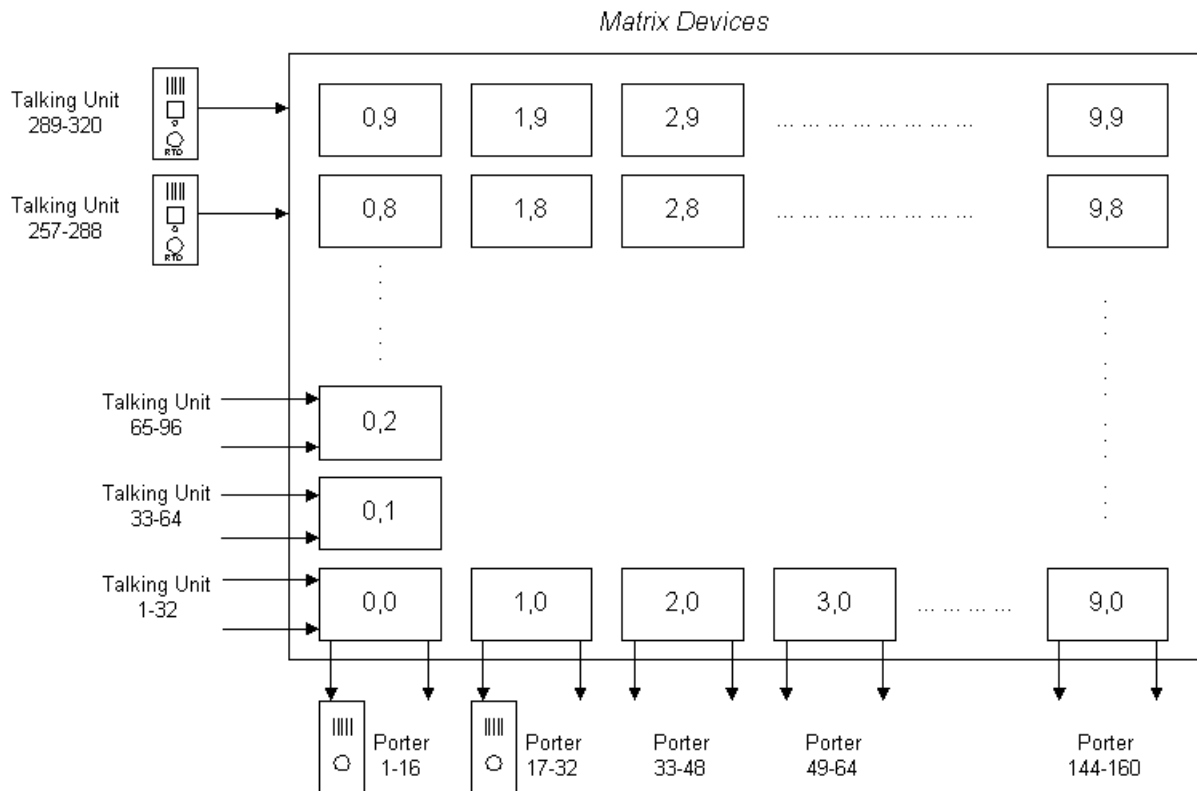 Matrix Devices
Talking Unit
289-320
RTO
0,9
1,9
2,9
... ... ... ... ... ... ... ...
9,9
Talking Unit
257-288
RTO
0,8
1,8
2,8
... ... ... ... ... ... ... ...
9,8
Talking Unit
65-96
0,2
Talking Unit
33-64
0,1
Talking Unit
1-32
0,0
1,0
2,0
3,0
... ... ... ...
9,0
Porter
1-16
Porter
17-32
Porter
33-48
Porter
49-64
Porter
144-160